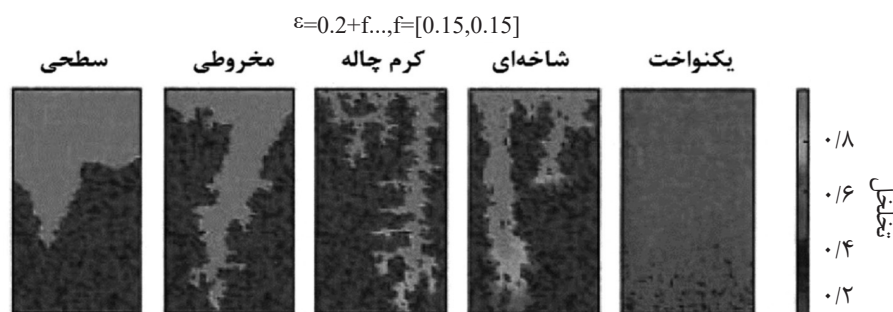 ε=0.2+f...,f=[0.15,0.15]
سطحی
مخروطی
کرم چاله
شاخه‌ای
یکنواخت
۰/۸
۰/۶
۰/۴
۰/۲
تخلخل